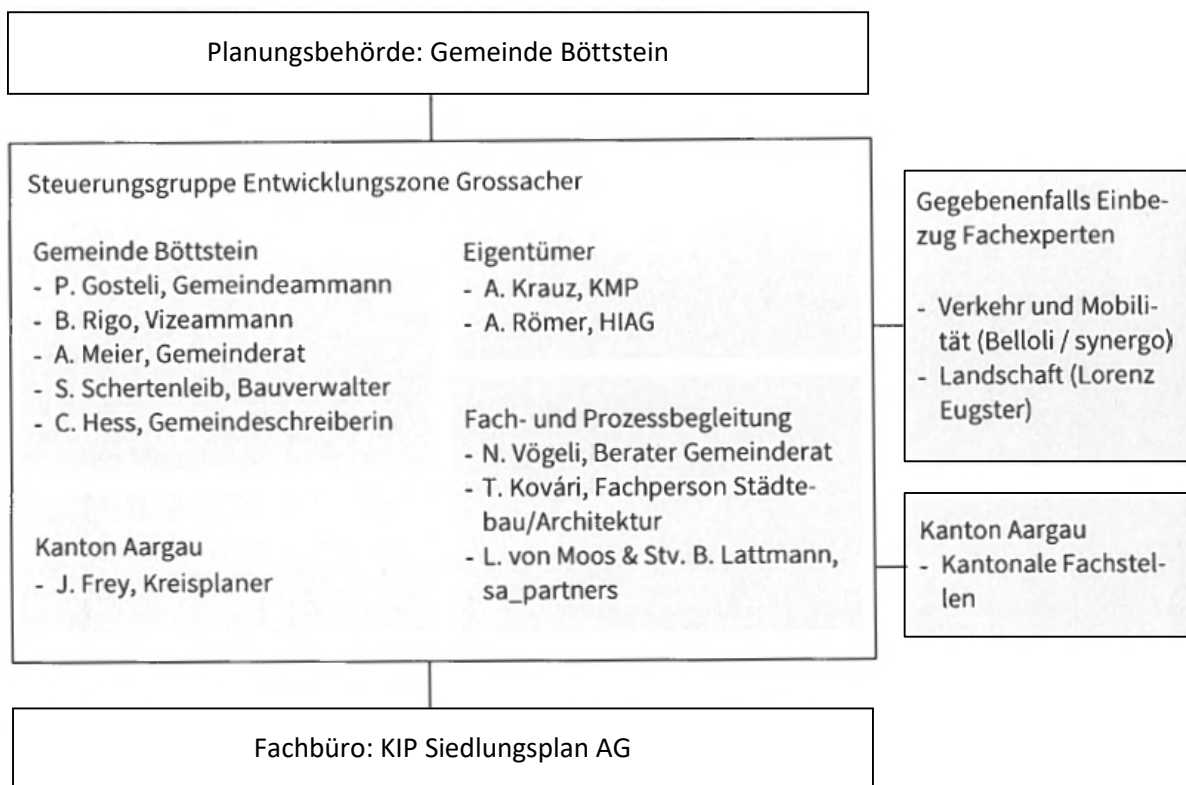 Planungsbehörde: Gemeinde Böttstein
Steuerungsgruppe Entwicklungszone Grossacher
Gemeinde Böttstein
- P. Gosteli, Gemeindeammann
- B. Rigo, Vizeammann
- A. Meier, Gemeinderat
- S. Schertenleib, Bauverwalter
- C. Hess, Gemeindeschreiberin
Kanton Aargau
- J. Frey, Kreisplaner
Eigentümer
- A. Krauz, KMP
- A. Römer, HIAG
Fach- und Prozessbegleitung
- N. Vögeli, Berater Gemeinderat
- T. Kovári, Fachperson Städte-
bau/Architektur
- L. von Moos & Stv. B. Lattmann,
sa_partners
Gegebenenfalls Einbe-
zug Fachexperten
- Verkehr und Mobili-
tät (Belloli / synergo)
- Landschaft (Lorenz
Eugster)
Kanton Aargau
- Kantonale Fachstel-
len
Fachbüro: KIP Siedlungsplan AG